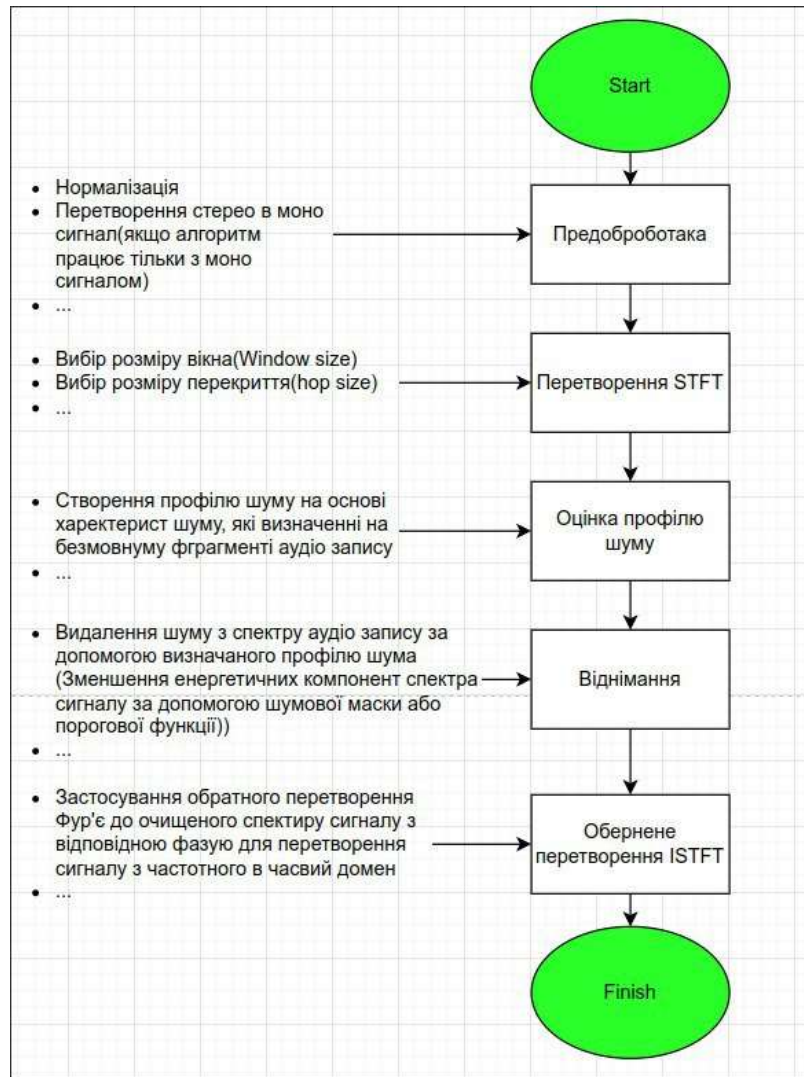 Start
• Нормалізація
• Перетворення стерео в моно
сигнал(якщо алгоритм
працює тільки з моно
сигналом)
• ...
Предоброботака
• Вибір розміру вікна(Window size)
• Вибір розміру перекриття(hop size)
• ...
Перетворення STFT
• Створення профілю шуму на основі
характерист шуму, які визначенні на
безмовнуму фграгменті аудіо запису
• ...
Оцінка профілю
шуму
• Видалення шуму з спектру аудіо запису за
допомогою визначаного профілю шума
(Зменшення енергетичних компонент спектра
сигналу за допомогою шумової маски або
порогової функції))
• ...
Віднімання
• Застосування обратного перетворення
Фур'є до очищеного спектиру сигналу з
відповідною фазую для перетворення
сигналу з частотного в часвий домен
• ...
Обернене
перетворення ISTFT
Finish